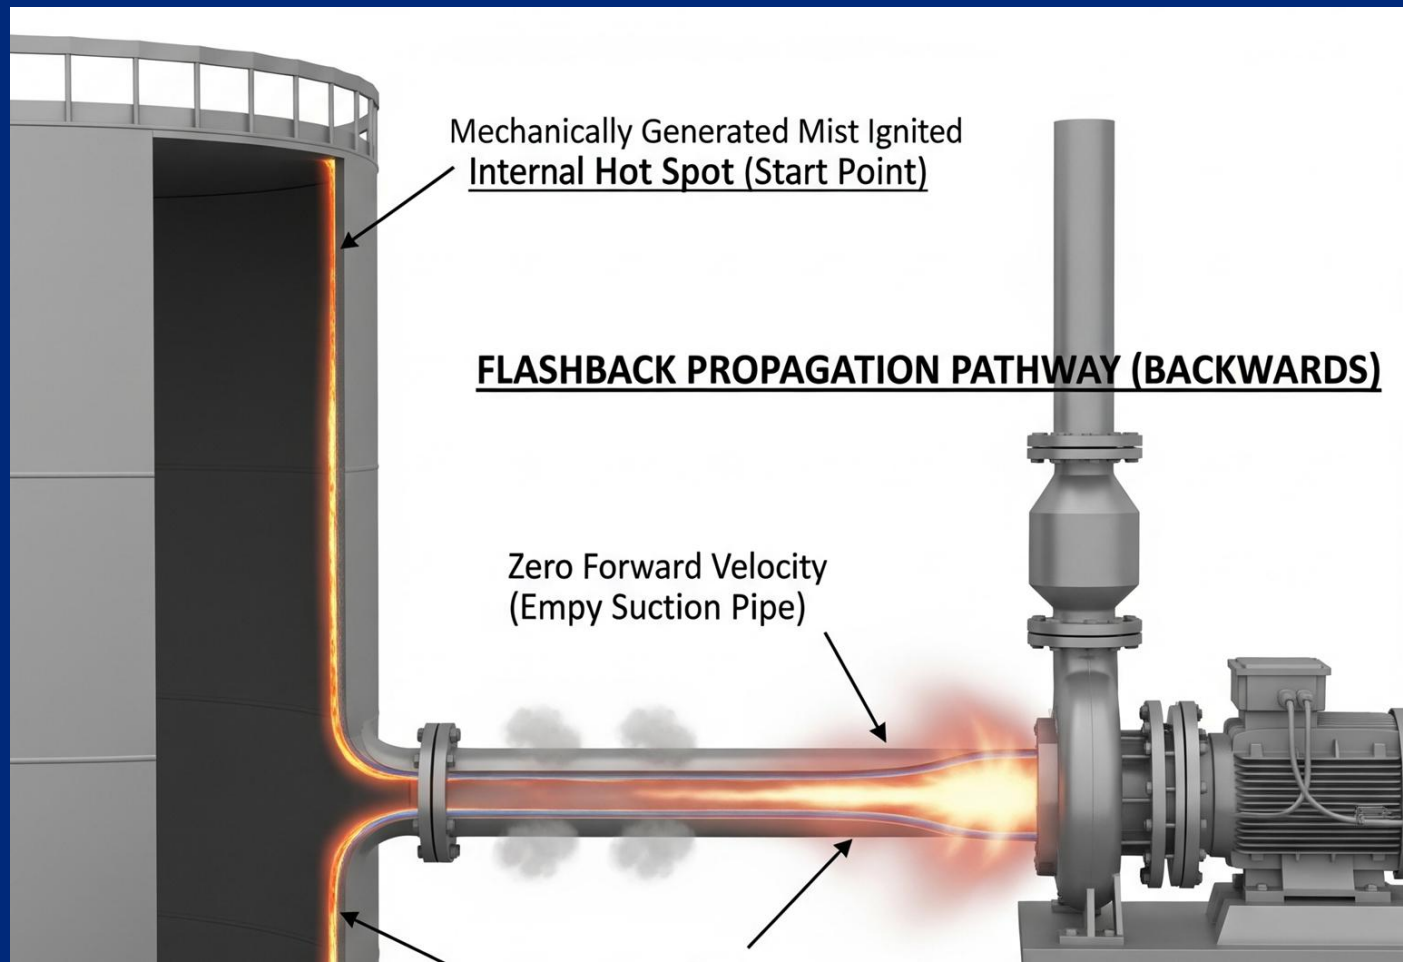 Mechanically Generated Mist Ignited
Internal Hot Spot (Start Point)
FLASHBACK PROPAGATION PATHWAY (BACKWARDS)
Zero Forward Velocity
(Empy Suction Pipe)